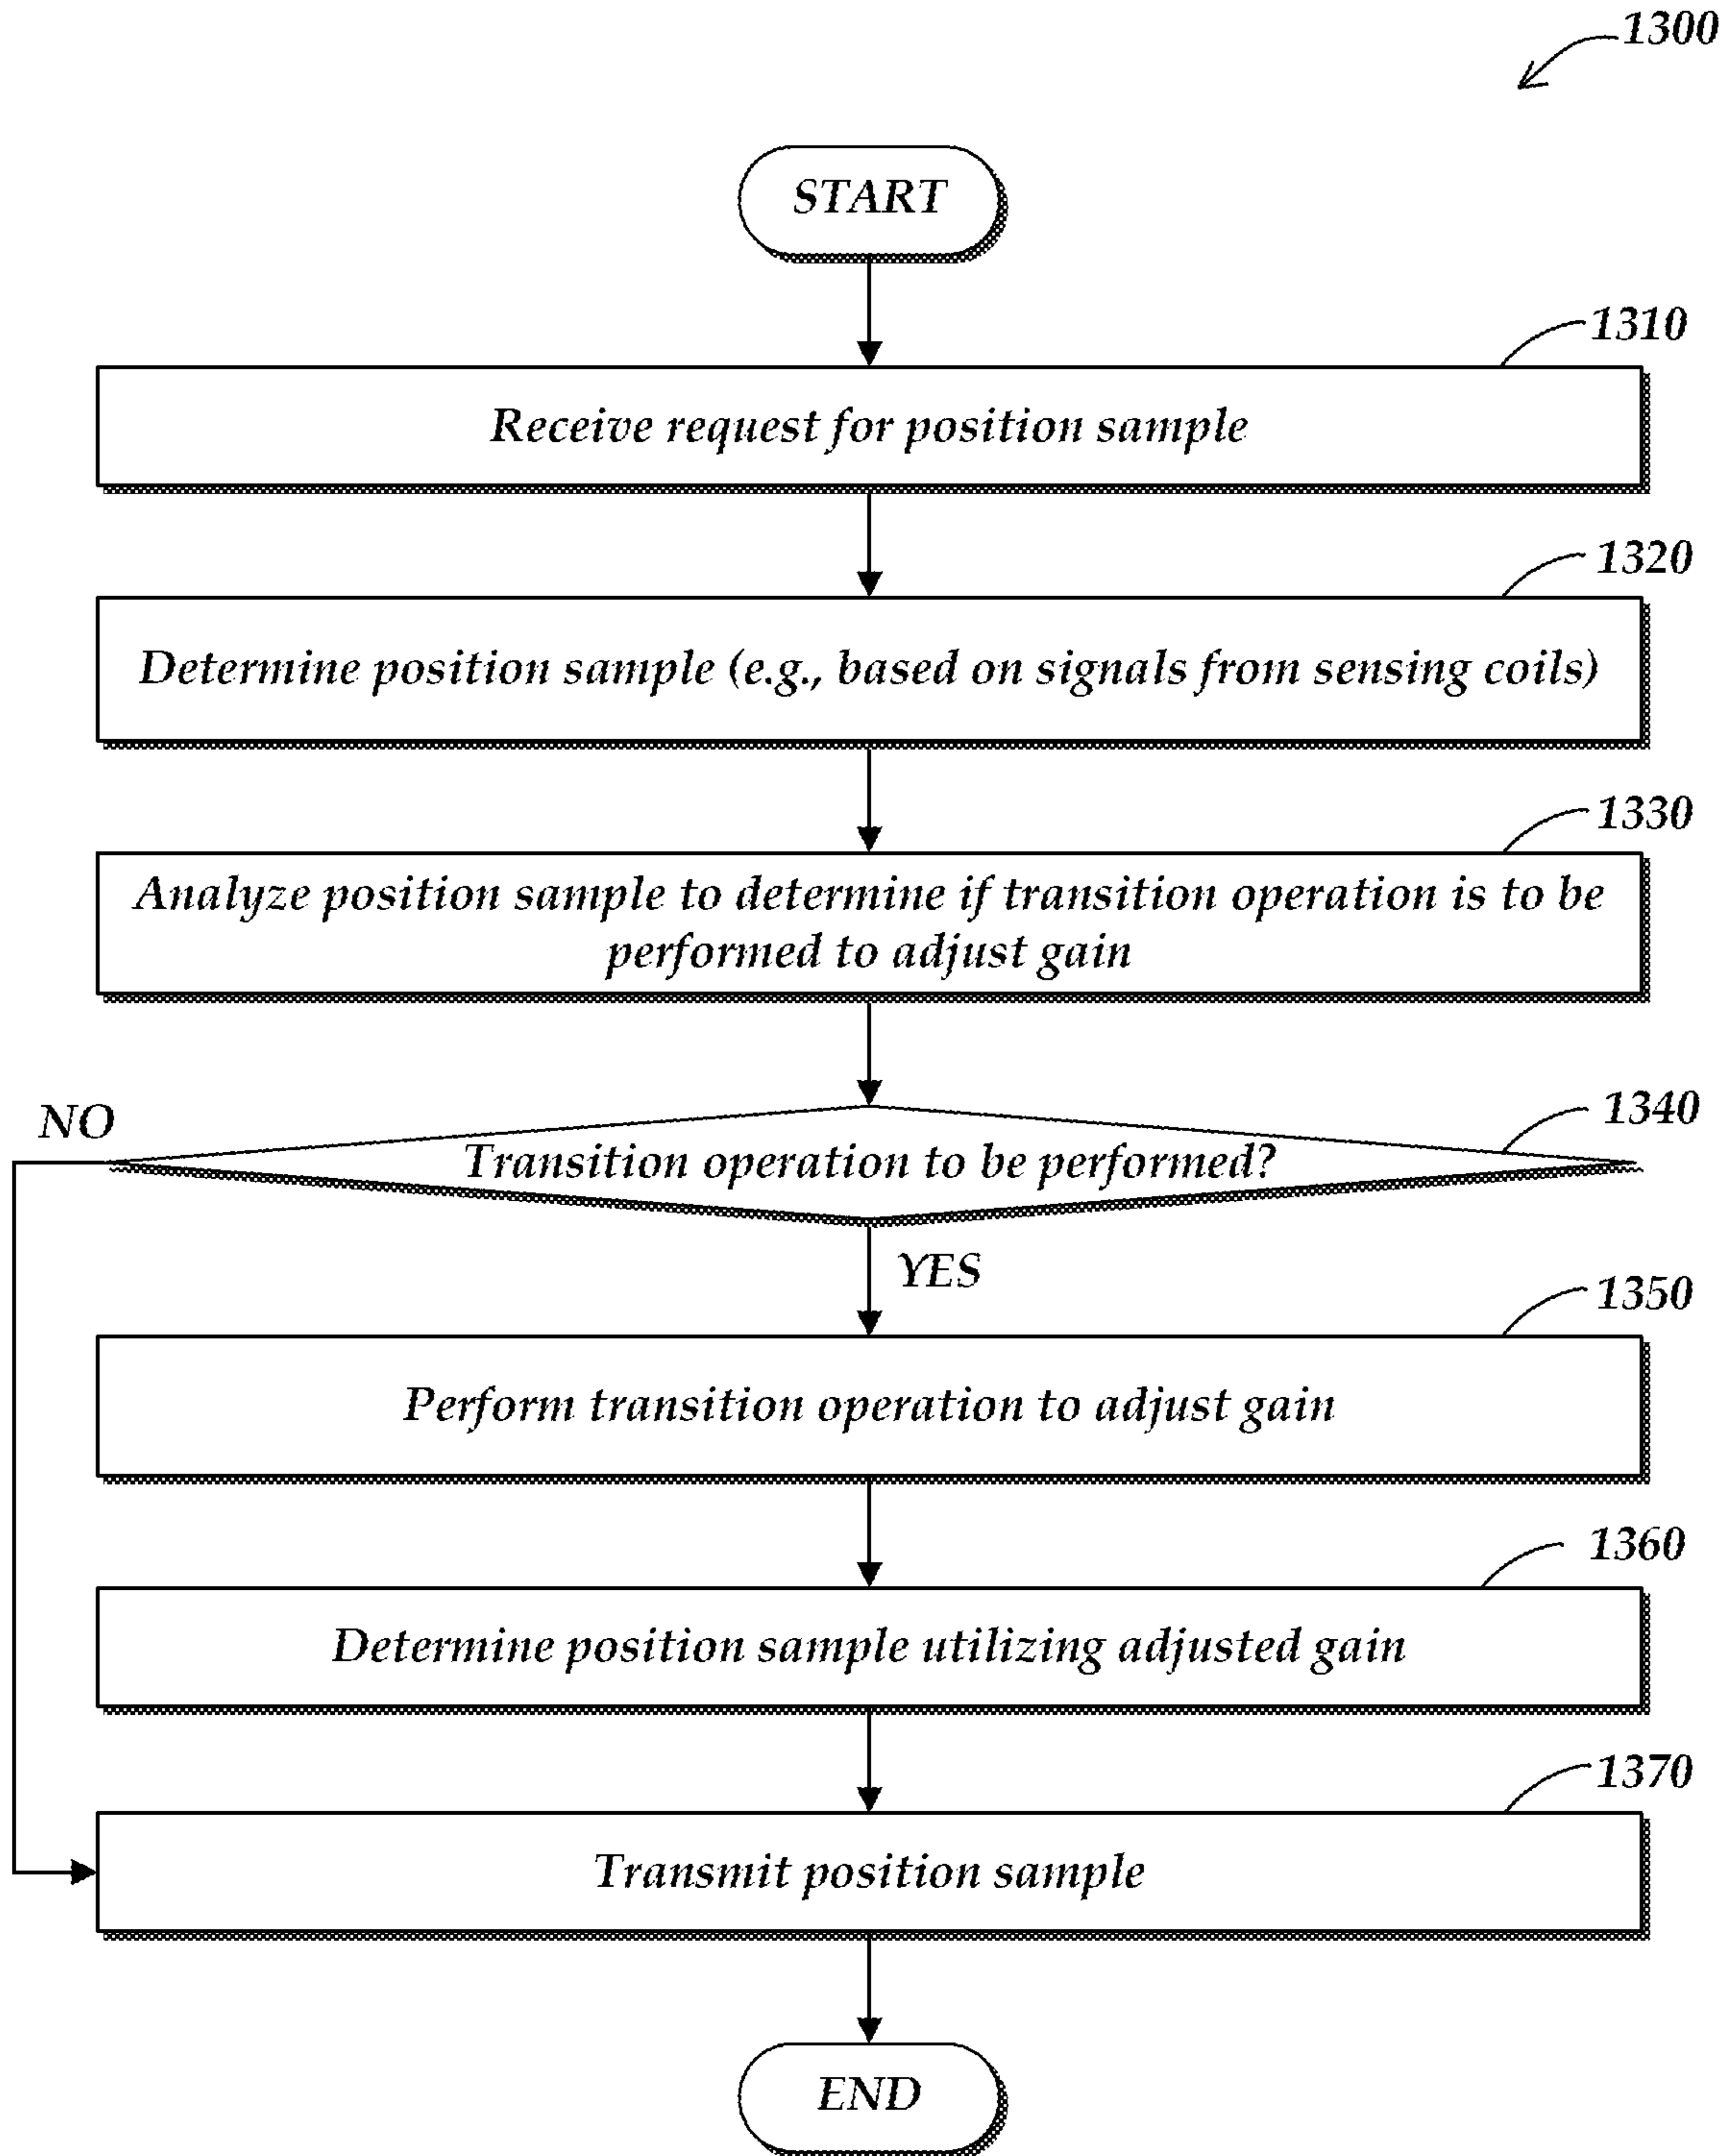 1300
START
1310
Receive request for position sample
1320
Determine position sample (e.g., based on signals from sensing coils)
1330
Analyze position sample to determine if transition operation is to be
performed to adjust gain
1340
NO
Transition operation to be performed?
YES
1350
Perform transition operation to adjust gain
1360
Determine position sample utilizing adjusted gain
1370
Transmit position sample
END